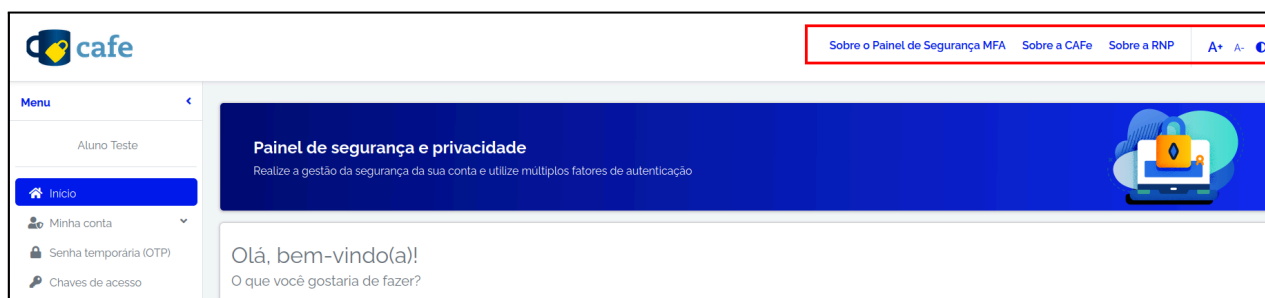 cafe
Sobre o Painel de Segurança MFA Sobre a CAFe Sobre a RNP A+ A-
Menu
Aluno Teste
Início
Minha conta
Senha temporária (OTP)
Chaves de acesso
Painel de segurança e privacidade
Realize a gestão da segurança da sua conta e utilize múltiplos fatores de autenticação
Olá, bem-vindo(a)!
O que você gostaria de fazer?